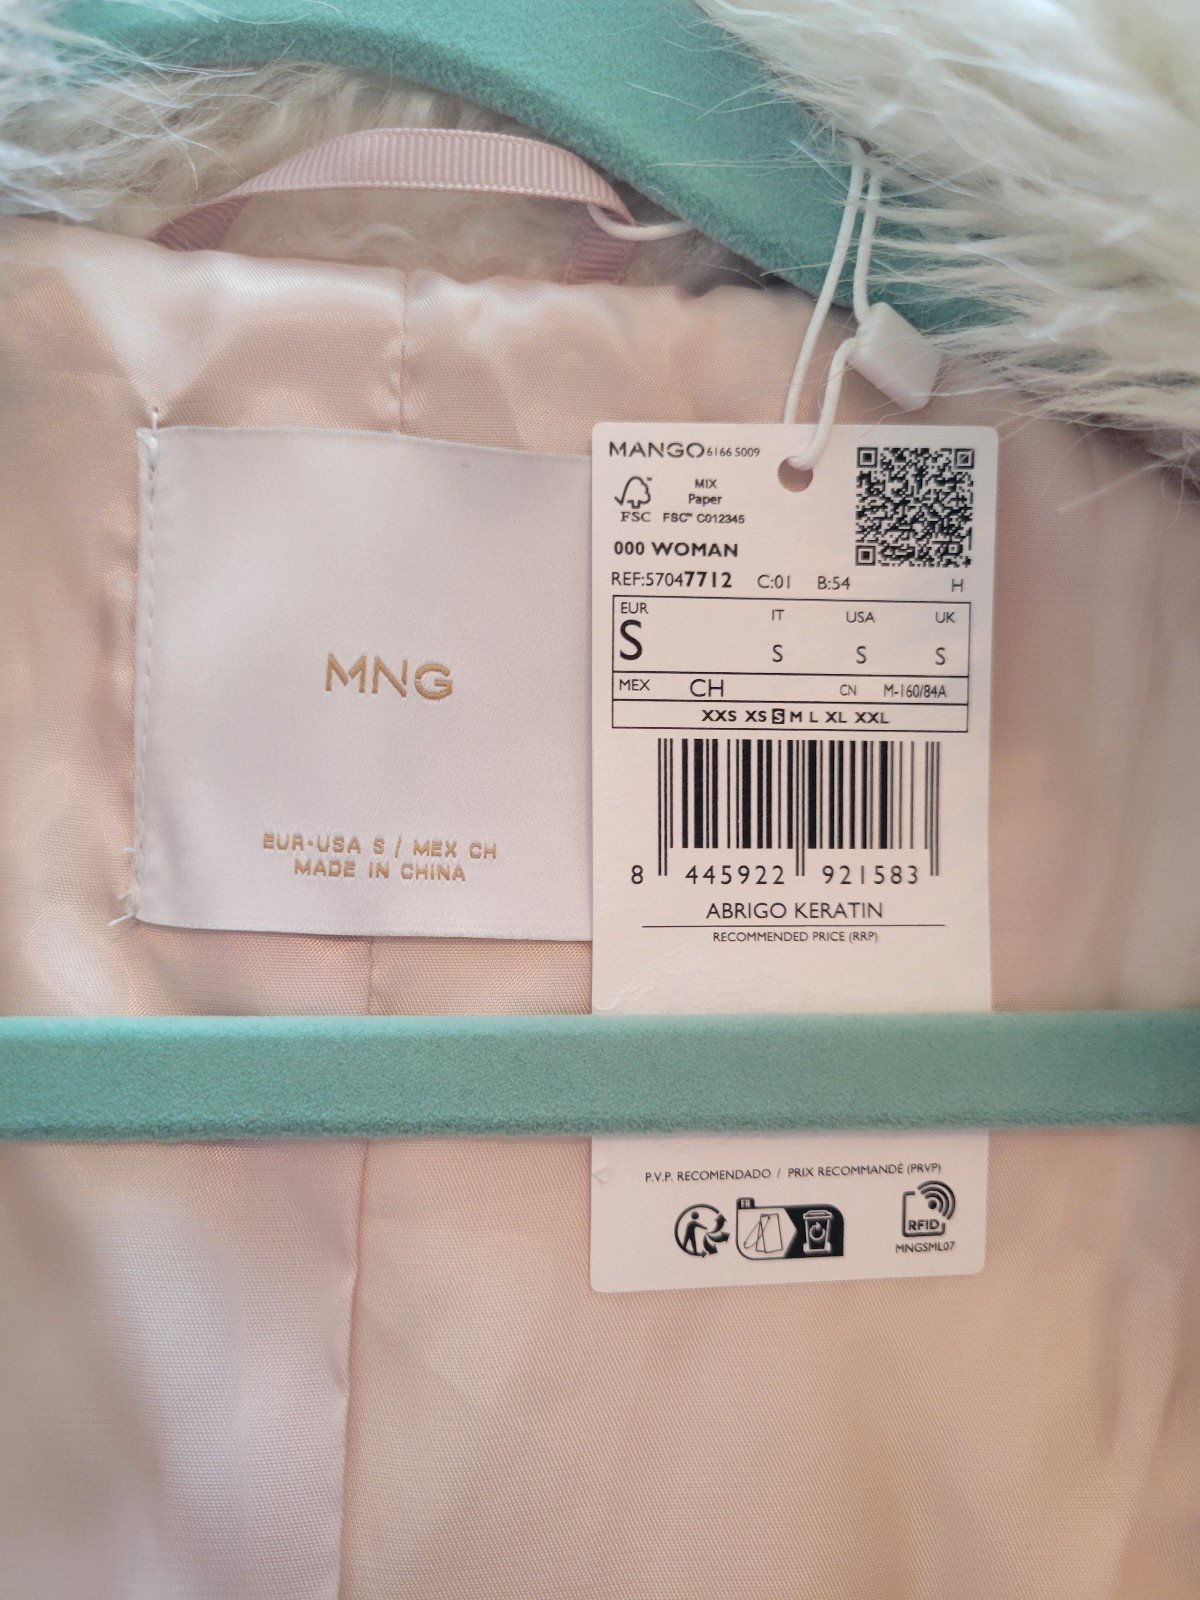 MNG
EUR·USA S / MEX CH
MADE IN CHINA
MANGO 6166 5009
MIX
Paper
FSC FSC™ C012345
000 WOMAN
REF:57047712 C:01 B:54 H
EUR IT USA UK
S S S S
MEX CH CN M-160/84A
XXS XS S M L XL XXL
8 445922 921583
ABRIGO KERATIN
RECOMMENDED PRICE (RRP)
P.V.P. RECOMENDADO / PRIX RECOMMANDÉ (PRVP)
FR
RFID
MNGSML07